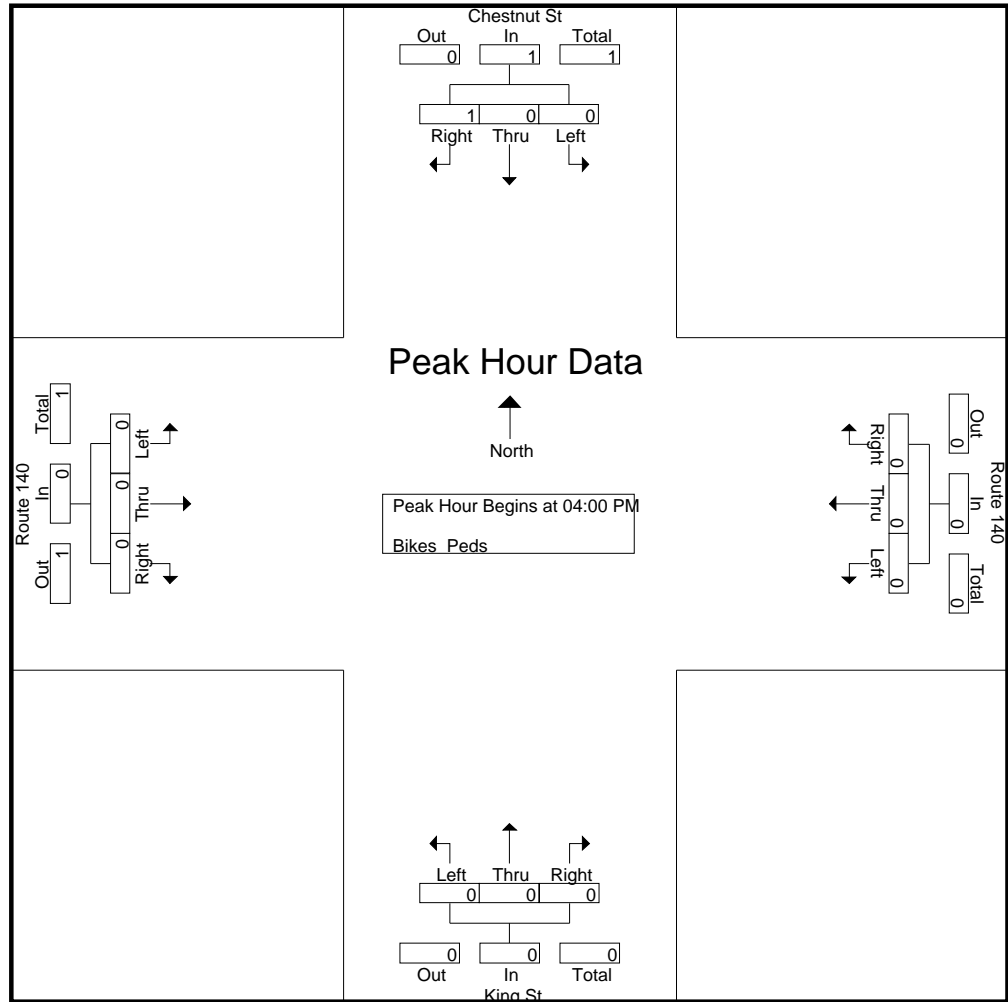 Chestnut St
Out In Total
0 1 1
1 0 0
Right Thru Left
Peak Hour Data
North
Peak Hour Begins at 04:00 PM
Bikes Peds
Route 140
Total In Out
1 0 1
0 0 0
Left Thru Right
Route 140
Out In Total
0 0 0
0 0 0
Right Thru Left
Left Thru Right
0 0 0
0 0 0
Out In Total
King St